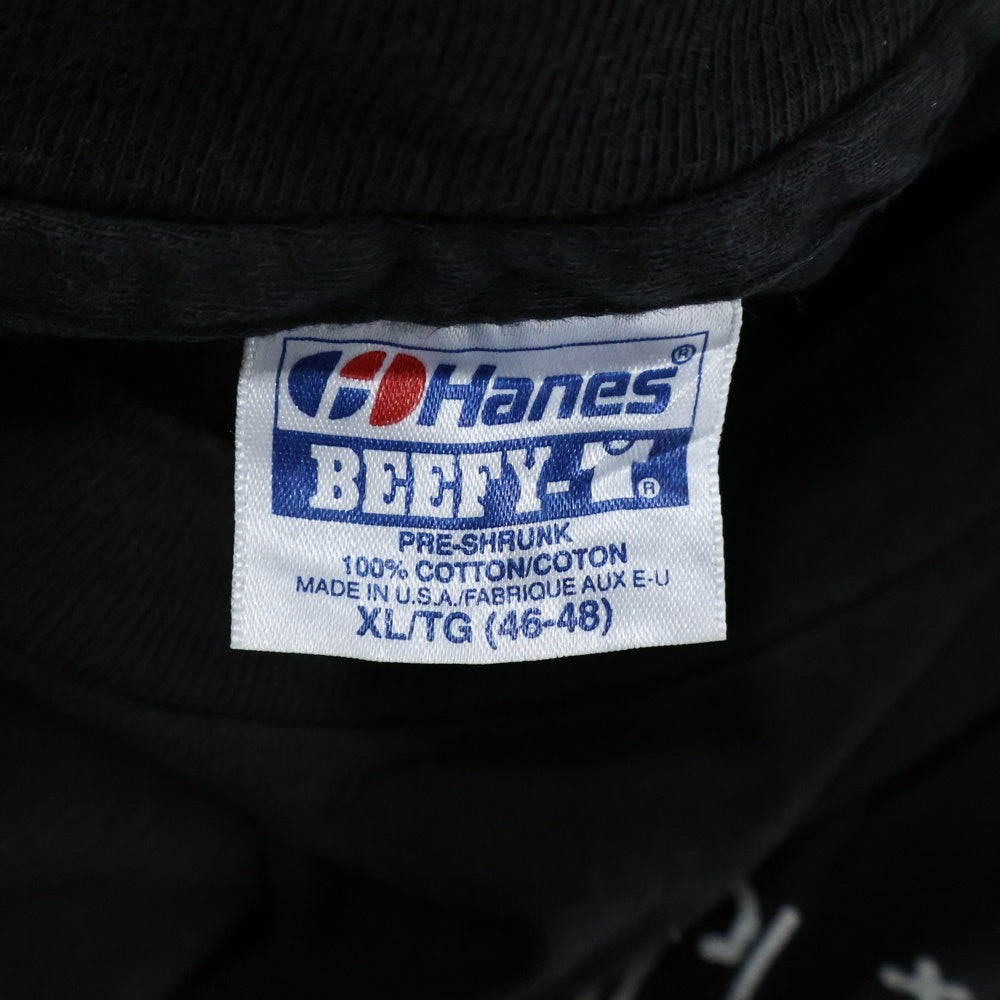 Hanes®
BEEFY-T®
PRE-SHRUNK
100% COTTON/COTON
MADE IN U.S.A./FABRIQUE AUX E-U
XL/TG (46-48)